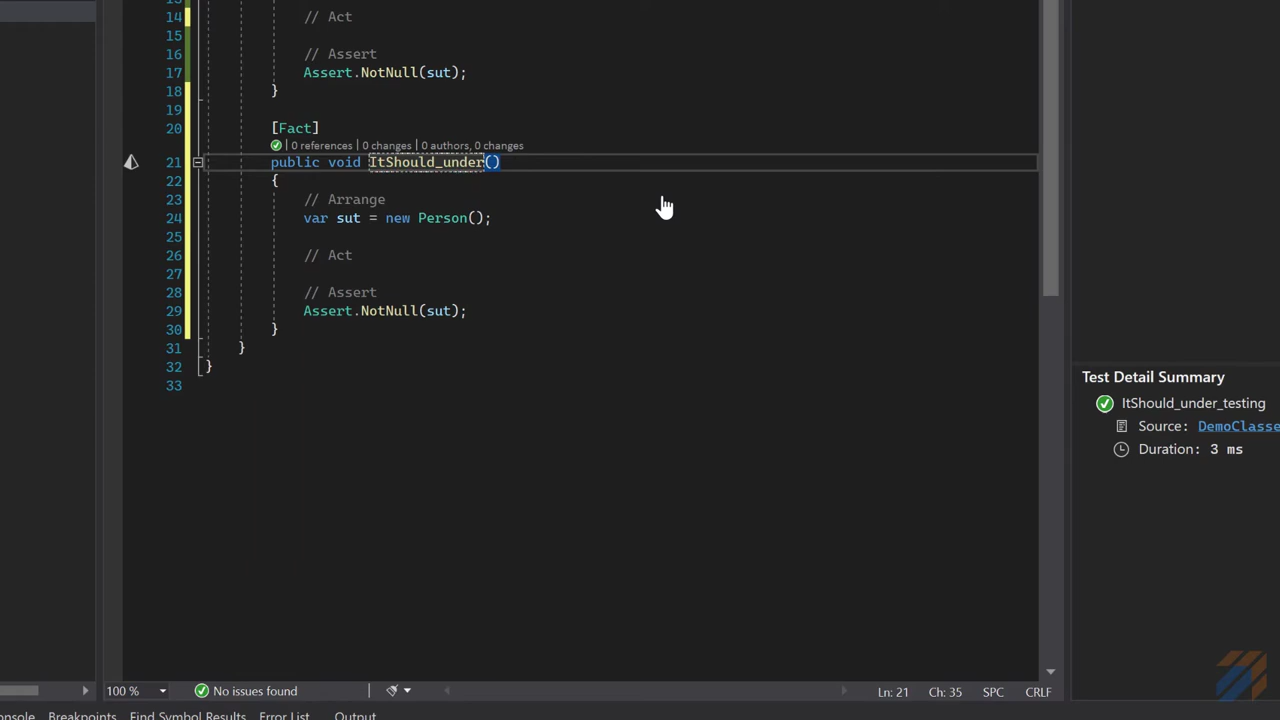 13
14 // Act
15
16 // Assert
17 Assert.NotNull(sut);
18 }
19
20 [Fact]
0 references | 0 changes | 0 authors, 0 changes
21 public void ItShould_under()
22 {
23 // Arrange
24 var sut = new Person();
25
26 // Act
27
28 // Assert
29 Assert.NotNull(sut);
30 }
31 }
32 }
33
Test Detail Summary
ItShould_under_testing
Source: DemoClasse
Duration: 3 ms
100 % No issues found Ln: 21 Ch: 35 SPC CRLF
onsole Breakpoints Find Symbol Results Error List Output